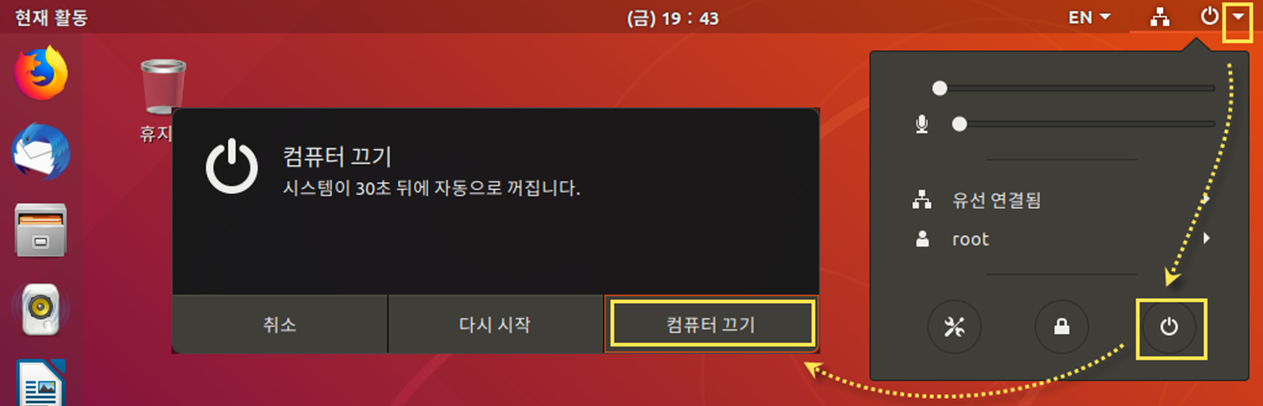 현재 활동
(금) 19 : 43
EN
휴지
컴퓨터 끄기
시스템이 30초 뒤에 자동으로 꺼집니다.
취소
다시 시작
컴퓨터 끄기
유선 연결됨
root